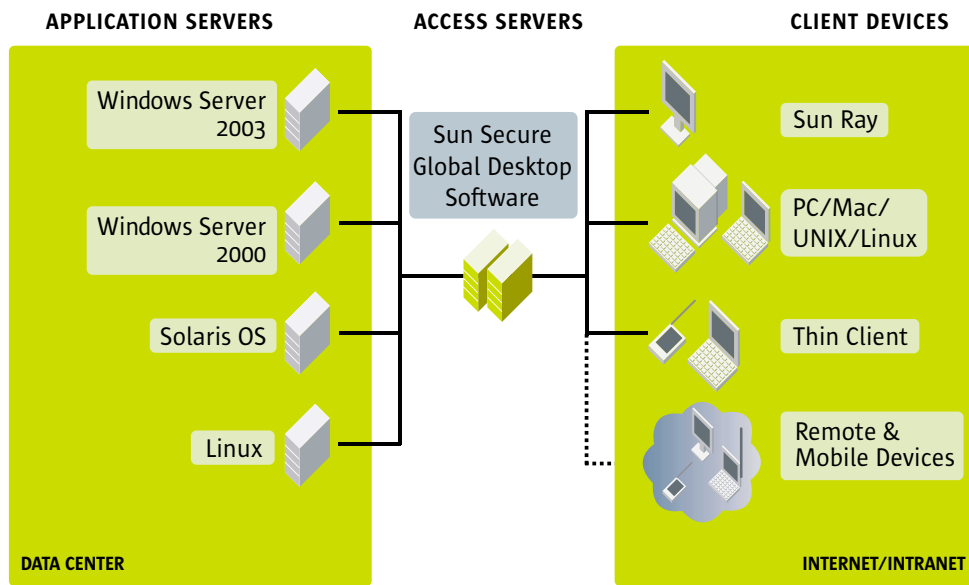 APPLICATION SERVERS
ACCESS SERVERS
CLIENT DEVICES
Windows Server
2003
Windows Server
2000
Solaris OS
Linux
DATA CENTER
Sun Secure
Global Desktop
Software
Sun Ray
PC/Mac/
UNIX/Linux
Thin Client
Remote &
Mobile Devices
INTERNET/INTRANET